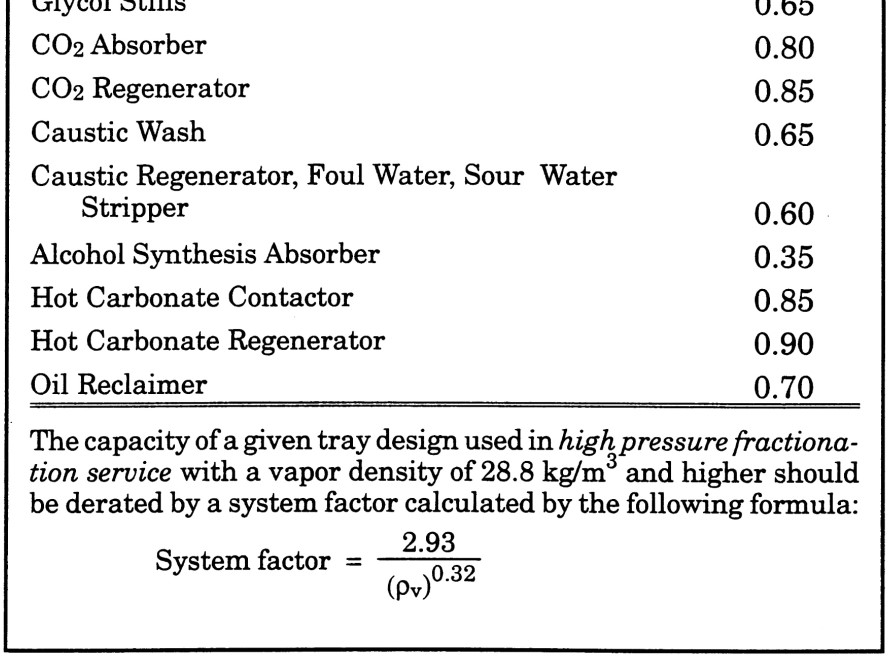 Glycol Stills 0.65
CO₂ Absorber 0.80
CO₂ Regenerator 0.85
Caustic Wash 0.65
Caustic Regenerator, Foul Water, Sour Water
Stripper 0.60
Alcohol Synthesis Absorber 0.35
Hot Carbonate Contactor 0.85
Hot Carbonate Regenerator 0.90
Oil Reclaimer 0.70
The capacity of a given tray design used in high pressure fractiona-
tion service with a vapor density of 28.8 kg/m³ and higher should
be derated by a system factor calculated by the following formula:
System factor = 2.93 / (ρᵥ)^0.32